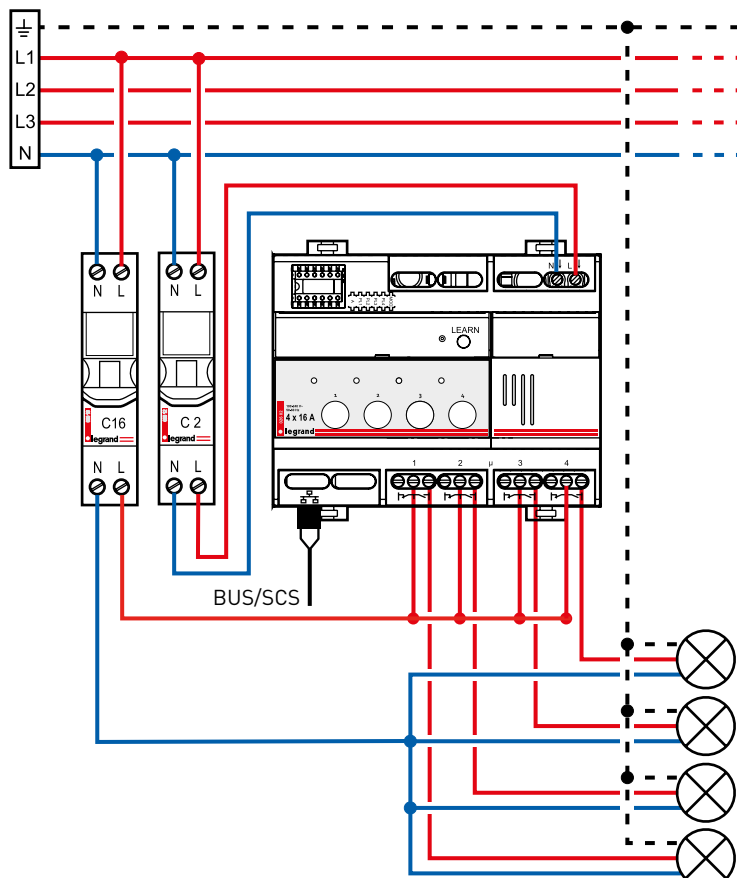 L1
L2
L3
N
N L
N L
N L
LEARN
1 2 3 4
4 x 16 A
legrand
C16
legrand
C 2
legrand
N L
N L
1 2 µ 3 4
BUS/SCS